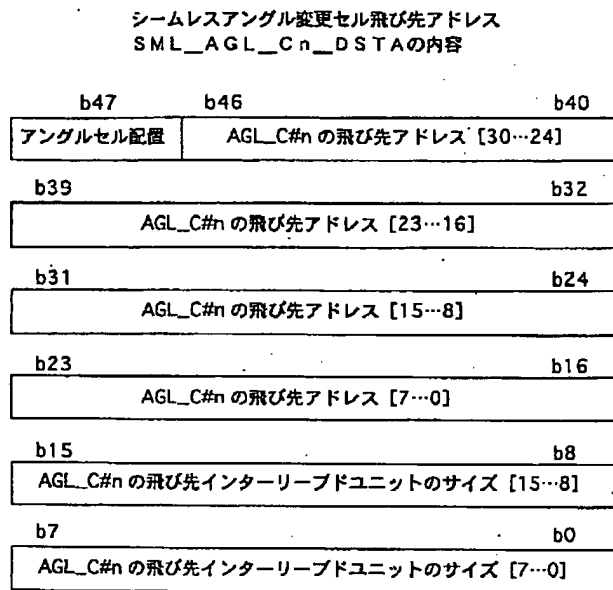 シームレスアングル変更セル飛び先アドレス
SML__AGL__Cn__DSTAの内容
b47 b46 b40
アングルセル配置 AGL_C#n の飛び先アドレス [30…24]
b39 b32
AGL_C#n の飛び先アドレス [23…16]
b31 b24
AGL_C#n の飛び先アドレス [15…8]
b23 b16
AGL_C#n の飛び先アドレス [7…0]
b15 b8
AGL_C#n の飛び先インターリーブドユニットのサイズ [15…8]
b7 b0
AGL_C#n の飛び先インターリーブドユニットのサイズ [7…0]